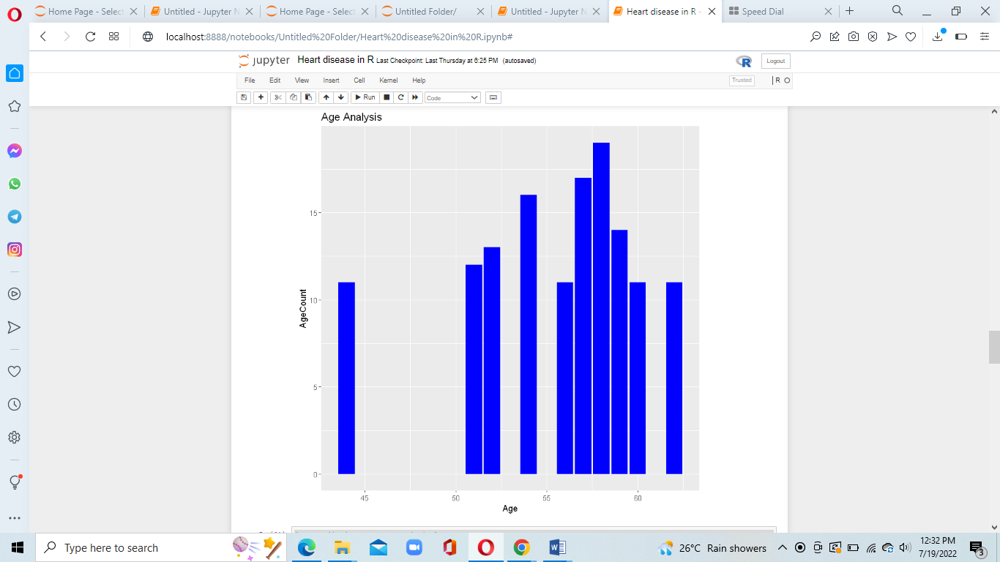 Home Page - Select
Untitled - Jupyter N
Home Page - Select
Untitled Folder/
Untitled - Jupyter N
Heart disease in R -
Speed Dial
localhost:8888/notebooks/Untitled%20Folder/Heart%20disease%20in%20R.ipynb#
jupyter Heart disease in R Last Checkpoint: Last Thursday at 6:25 PM (autosaved)
R
Logout
File Edit View Insert Cell Kernel Help
Trusted
R
Run
Code
Age Analysis
15
10
5
0
AgeCount
45 50 55 60
Age
Type here to search
26°C Rain showers
12:32 PM
7/19/2022
3